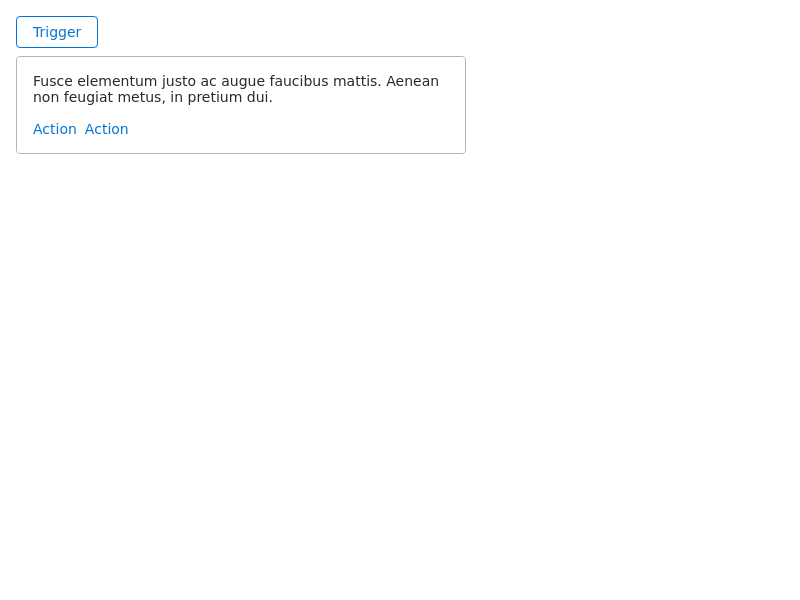 Trigger
Fusce elementum justo ac augue faucibus mattis. Aenean
non feugiat metus, in pretium dui.
Action Action